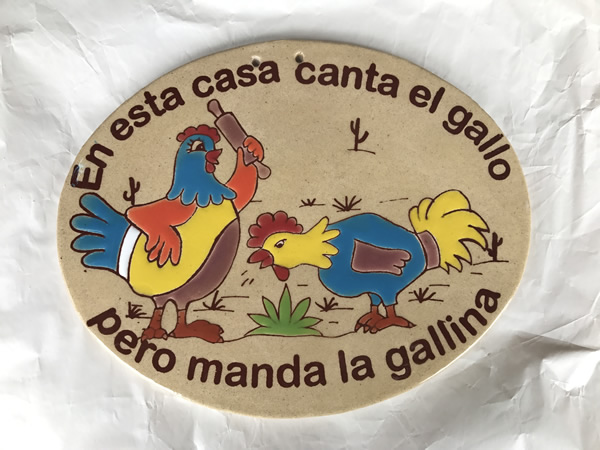 En esta casa canta el gallo
pero manda la gallina